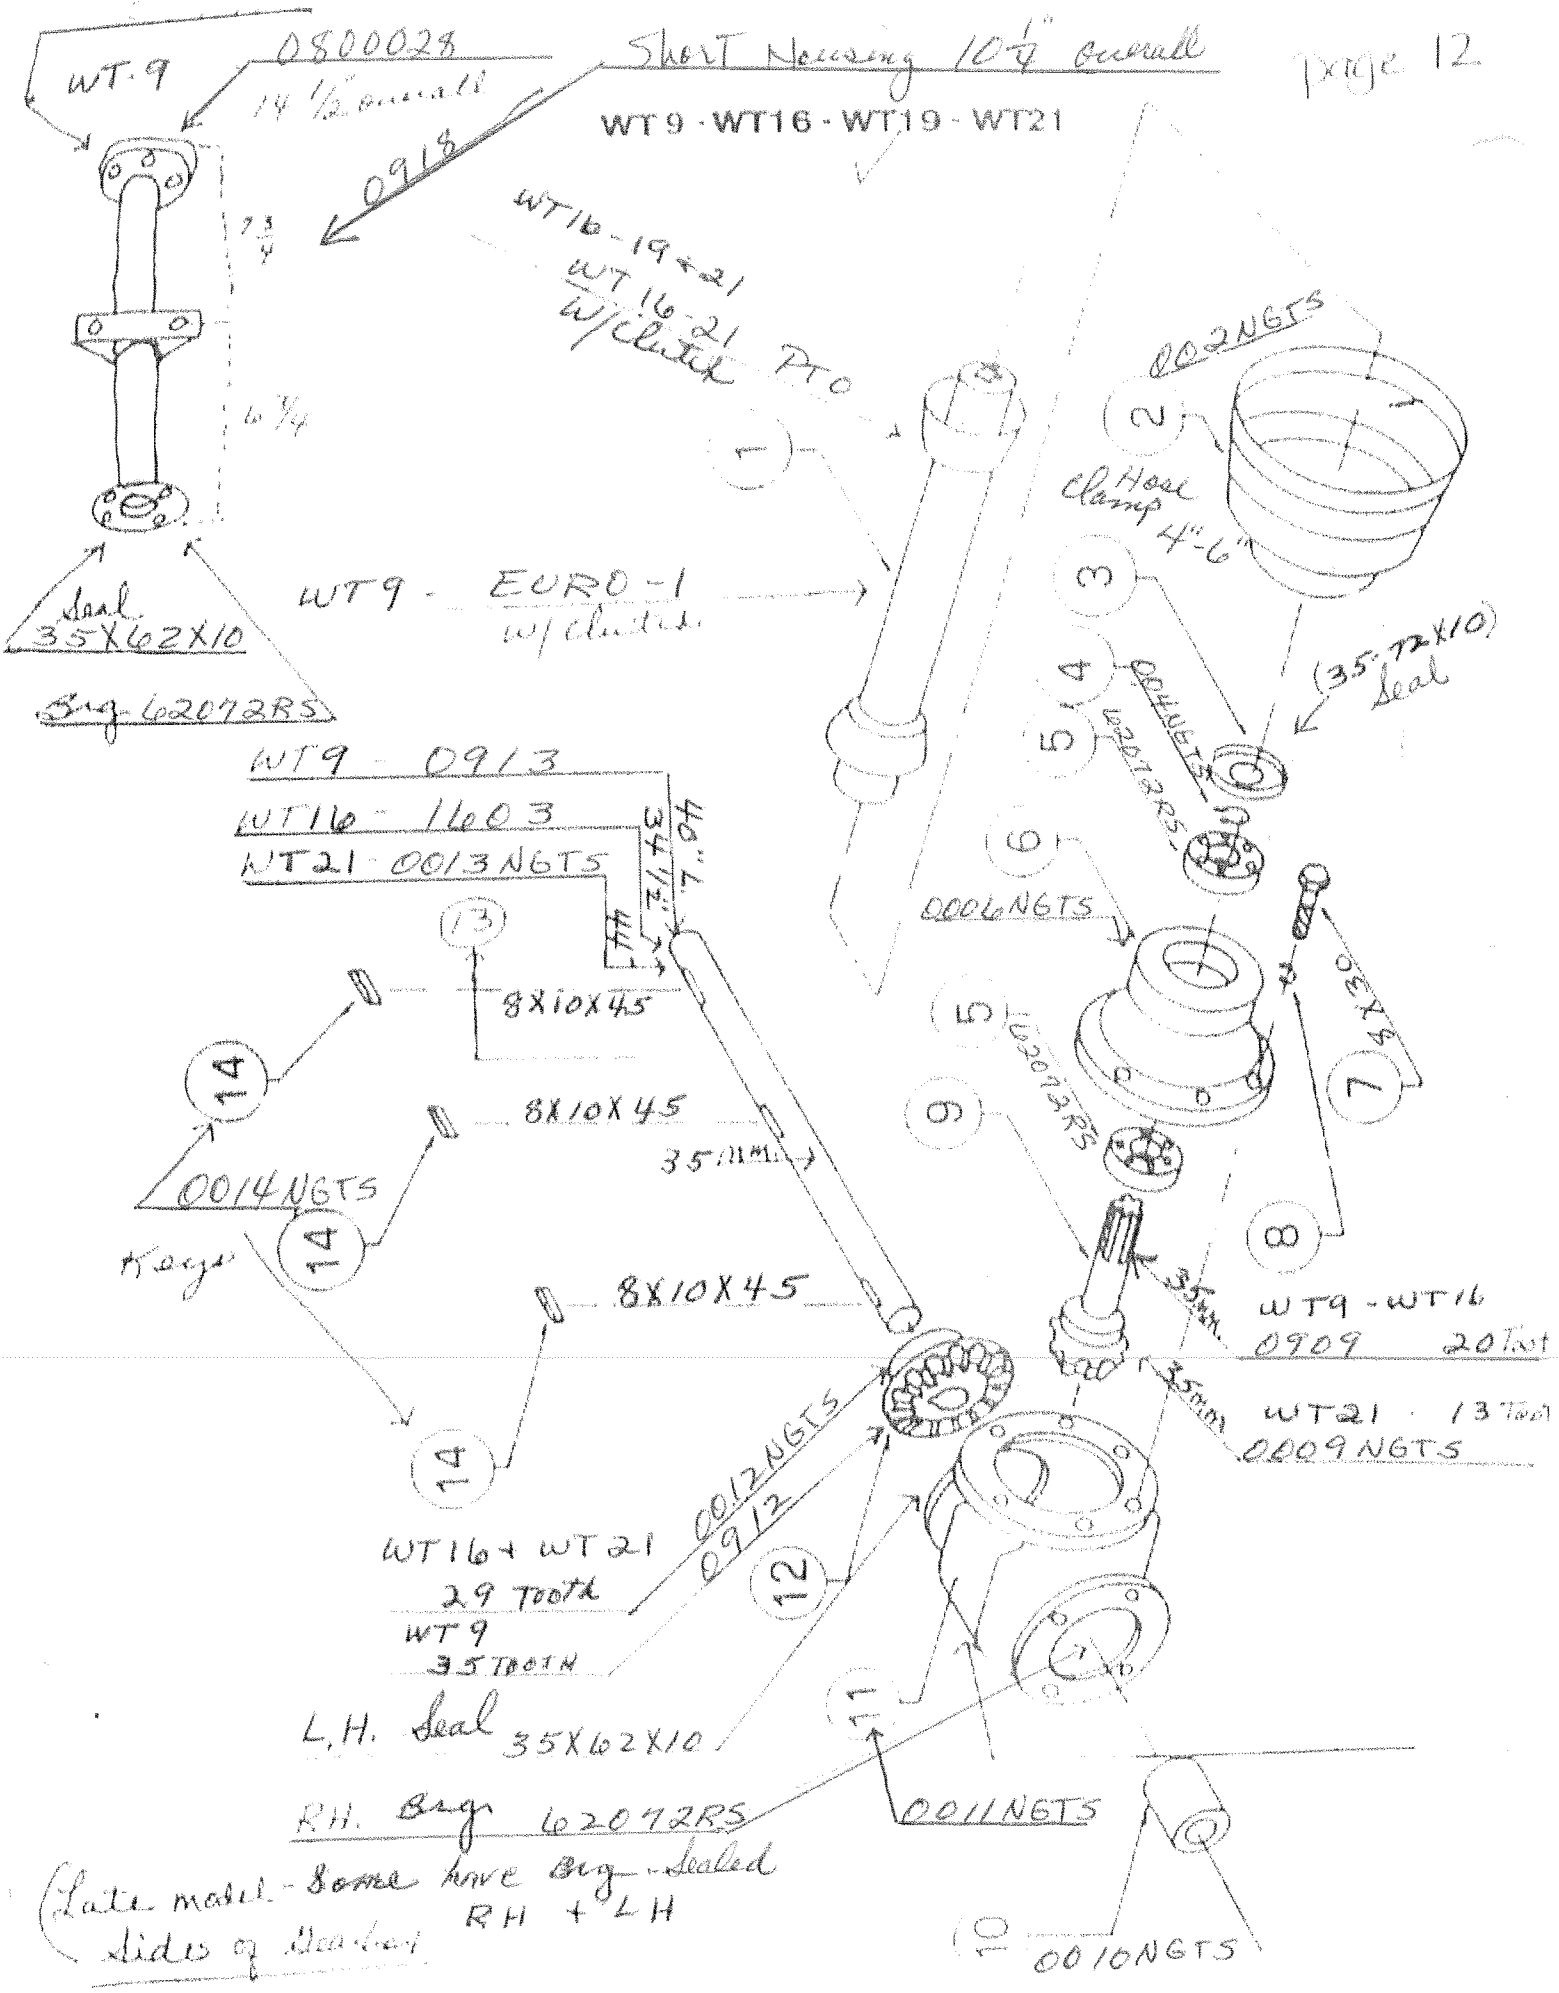 WT-9
0800028
14 1/2" overall
Short Housing 10 1/4" overall
page 12
WT9-WT16-WT19-WT21
0918
7 3/4
6 3/4
WT16-19+21
WT 16-21
W/Clutch
PTO
1
002NGTS
2
Hose
Clamp
4"-6"
3
(35-72X10)
Seal
Seal
35X62X10
Brg 62072RS
WT9 - EURO-1
w/clutch
4
004NGTS
5
62072RS
WT9 - 0913
WT16 - 1603
WT21 - 0013NGTS
40" L.
34 1/2"
44
13
6
0006NGTS
8X30
7
8
5
62072RS
9
8X10X45
14
8X10X45
35MM
0014NGTS
14
Keys
8X10X45
14
35mm
WT9 - WT16
0909 20
35mm
WT21 - 13
0009NGTS
0012NGTS
0912
12
WT16 + WT21
29 Tooth
WT9
35 TOOTH
L.H. Seal 35X62X10
RH. Brg 62072RS
(Late model - Some have Brg - Sealed
RH + LH
sides of Gearbox
11
0011NGTS
10
0010NGTS